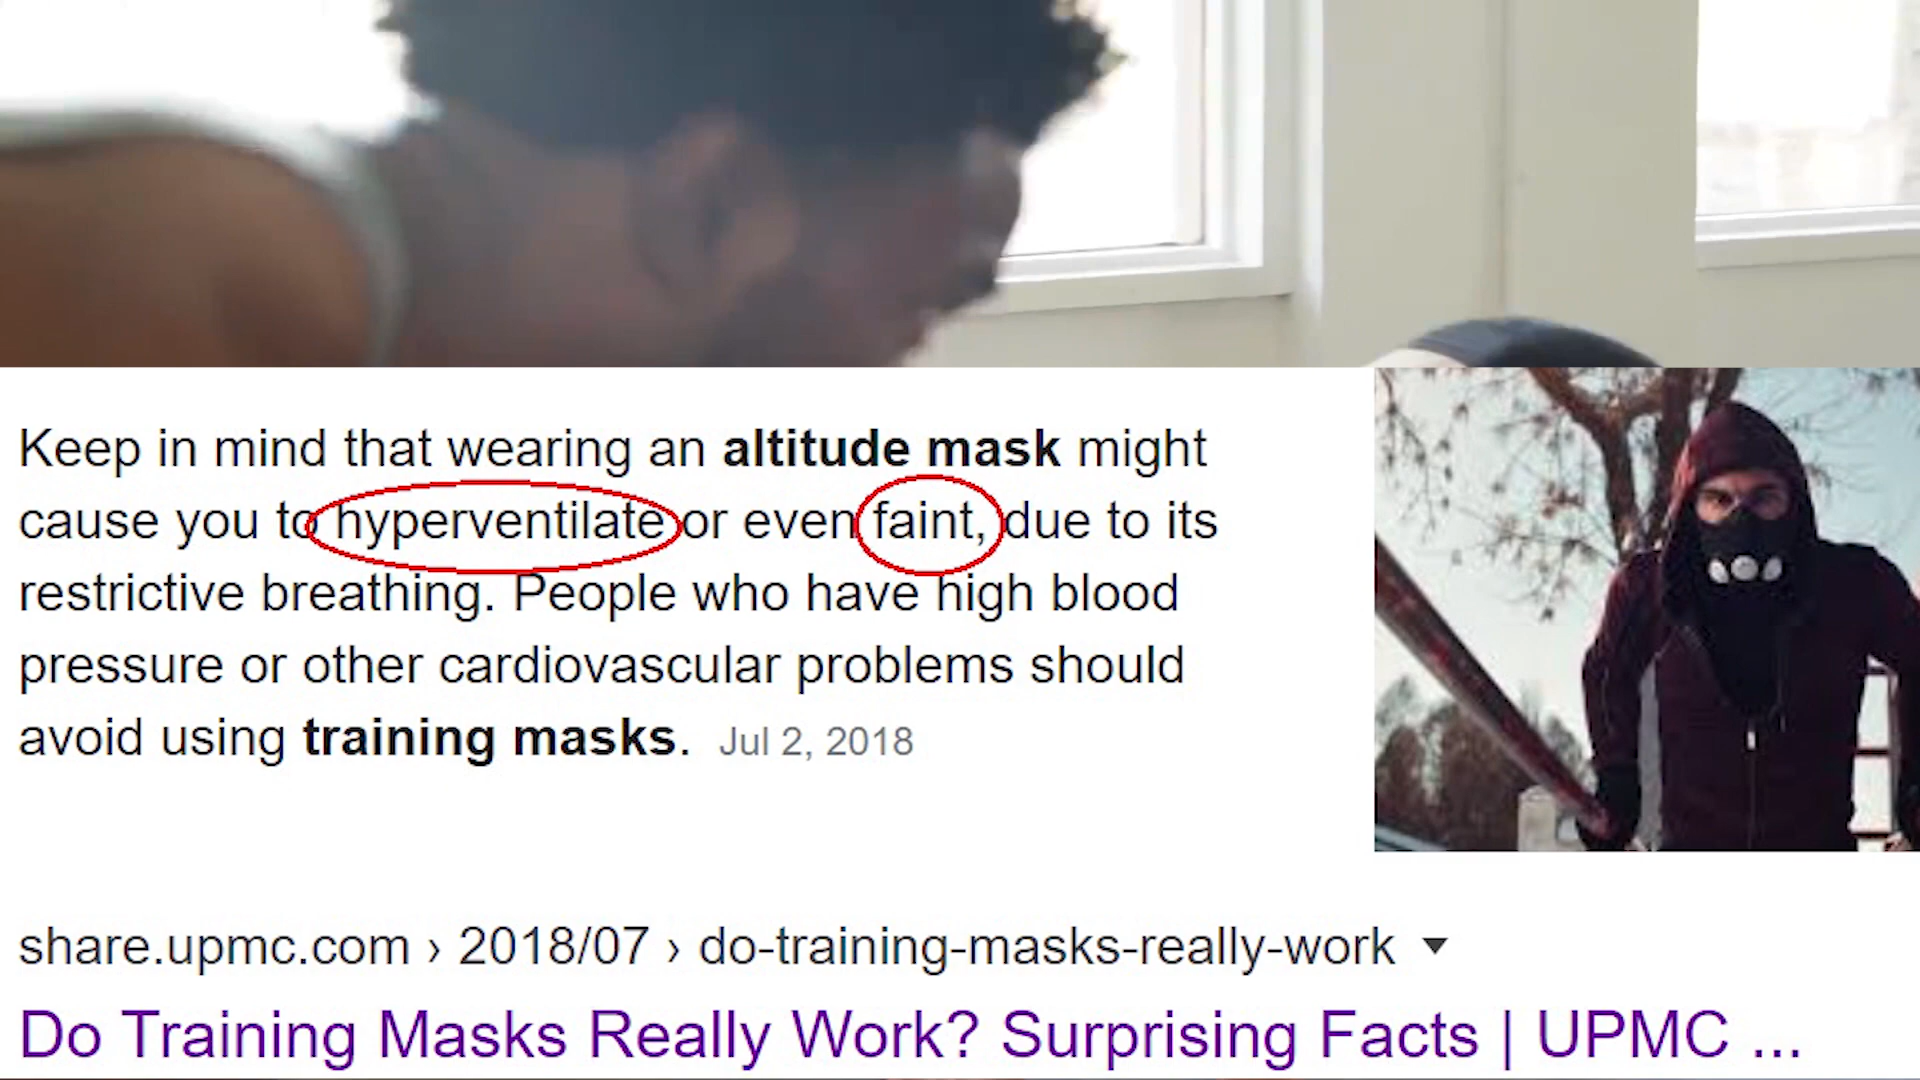 Keep in mind that wearing an altitude mask might
cause you to hyperventilate or even faint, due to its
restrictive breathing. People who have high blood
pressure or other cardiovascular problems should
avoid using training masks. Jul 2, 2018
share.upmc.com › 2018/07 › do-training-masks-really-work
Do Training Masks Really Work? Surprising Facts | UPMC ...